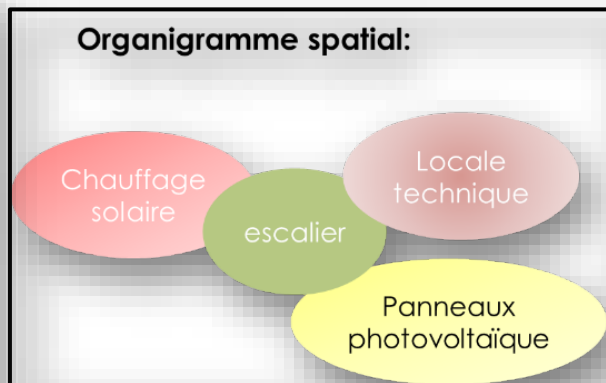 Organigramme spatial:
Chauffage
solaire
escalier
Locale
technique
Panneaux
photovoltaïque